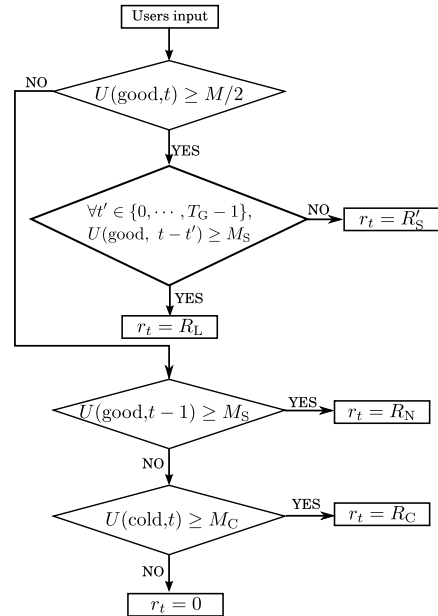 Users input
NO
U(good,t) ≥ M/2
YES
∀t′ ∈ {0, ⋯ , T_G − 1},
U(good, t − t′) ≥ M_S
NO
r_t = R′_S
YES
r_t = R_L
U(good,t − 1) ≥ M_S
YES
r_t = R_N
NO
U(cold,t) ≥ M_C
YES
r_t = R_C
NO
r_t = 0